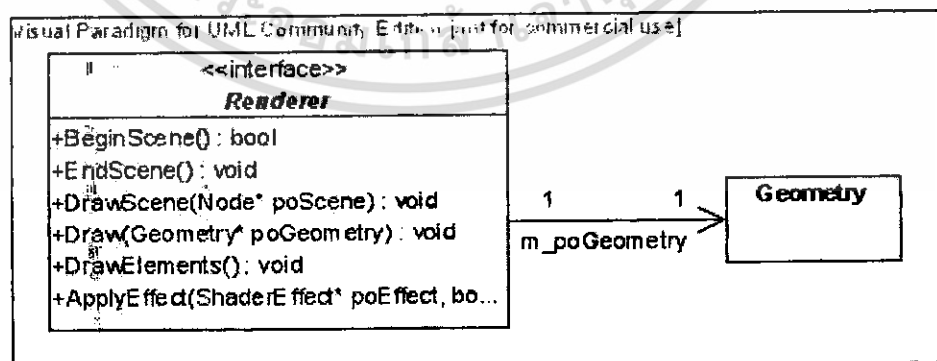 Visual Paradigm for UML Community Edition [not for commercial use]
<<interface>>
Renderer
+BeginScene() : bool
+EndScene() : void
+DrawScene(Node* poScene) : void
+Draw(Geometry* poGeometry) : void
+DrawElements() : void
+ApplyEffect(ShaderEffect* poEffect, bo...
1 1
m_poGeometry
Geometry